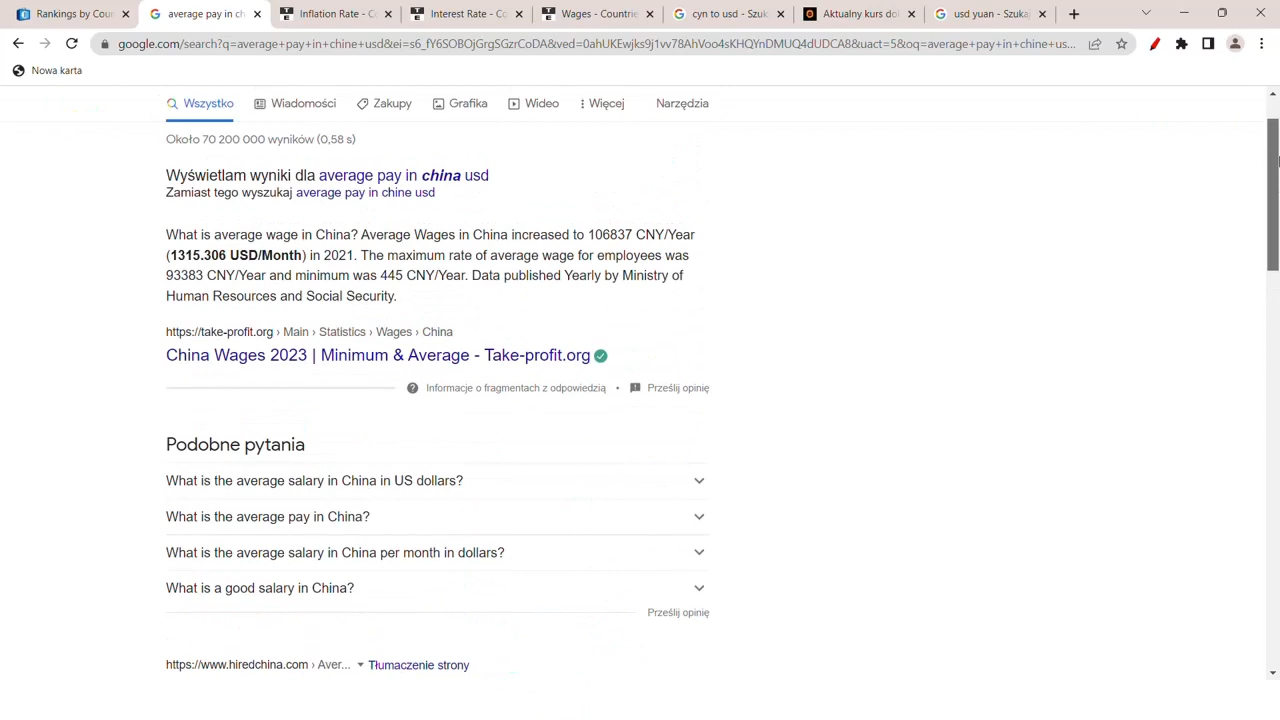 Rankings by Cou
average pay in ch
Inflation Rate - Co
Interest Rate - Co
Wages - Countrie
cyn to usd - Szuk
Aktualny kurs dol
usd yuan - Szukaj
google.com/search?q=average+pay+in+chine+usd&ei=s6_fY6SOBOjGrgSGzrCoDA&ved=0ahUKEwjks9j1vv78AhVoo4sKHQYnDMUQ4dUDCA8&uact=5&oq=average+pay+in+chine+us...
Nowa karta
Wszystko Wiadomości Zakupy Grafika Wideo Więcej Narzędzia
Około 70 200 000 wyników (0,58 s)
Wyświetlam wyniki dla average pay in china usd
Zamiast tego wyszukaj average pay in chine usd
What is average wage in China? Average Wages in China increased to 106837 CNY/Year
(1315.306 USD/Month) in 2021. The maximum rate of average wage for employees was
93383 CNY/Year and minimum was 445 CNY/Year. Data published Yearly by Ministry of
Human Resources and Social Security.
https://take-profit.org › Main › Statistics › Wages › China
China Wages 2023 | Minimum & Average - Take-profit.org
Informacje o fragmentach z odpowiedzią • Prześlij opinię
Podobne pytania
What is the average salary in China in US dollars?
What is the average pay in China?
What is the average salary in China per month in dollars?
What is a good salary in China?
Prześlij opinię
https://www.hiredchina.com › Aver... Tłumaczenie strony